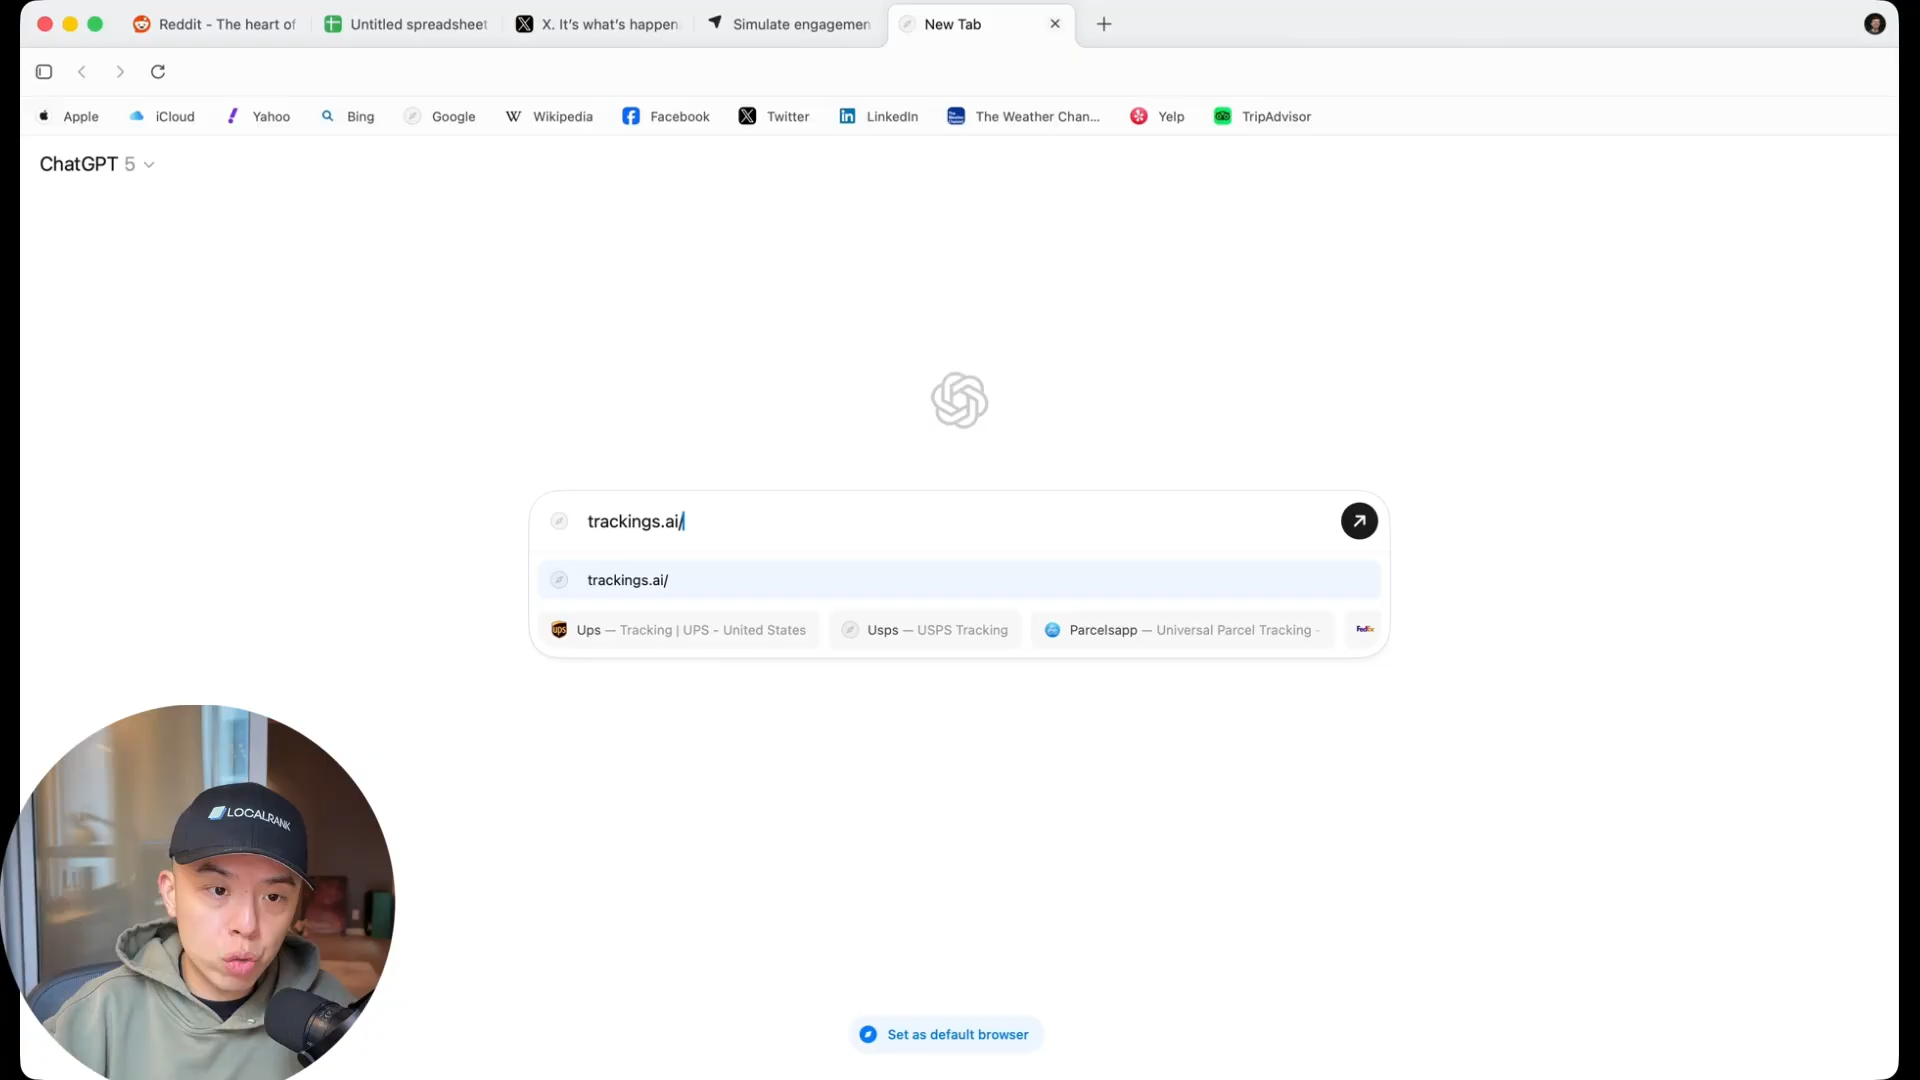 Reddit - The heart of
Untitled spreadsheet
X. It's what's happen
Simulate engagemen
New Tab
Apple
iCloud
Yahoo
Bing
Google
Wikipedia
Facebook
Twitter
LinkedIn
The Weather Chan...
Yelp
TripAdvisor
ChatGPT 5
trackings.ai/
trackings.ai/
ups
Ups — Tracking | UPS - United States
Usps — USPS Tracking
Parcelsapp — Universal Parcel Tracking -
FedEx
LOCALRANK
Set as default browser